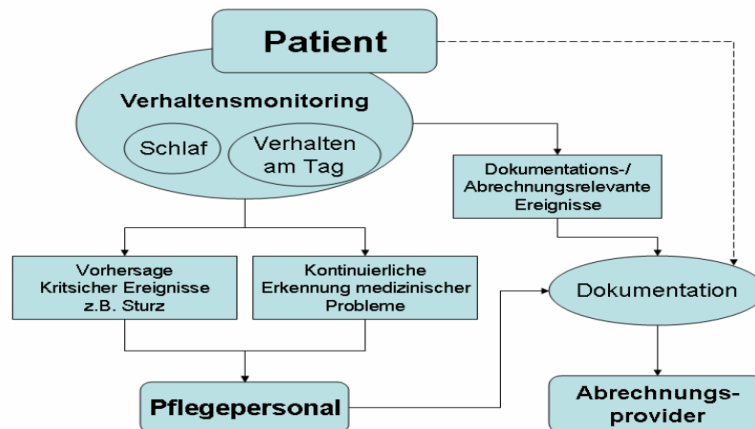 Patient
Verhaltensmonitoring
Schlaf
Verhalten
am Tag
Dokumentations-/
Abrechnungsrelevante
Ereignisse
Vorhersage
Kritsicher Ereignisse
z.B. Sturz
Kontinuierliche
Erkennung medizinischer
Probleme
Dokumentation
Pflegepersonal
Abrechnungs-
provider